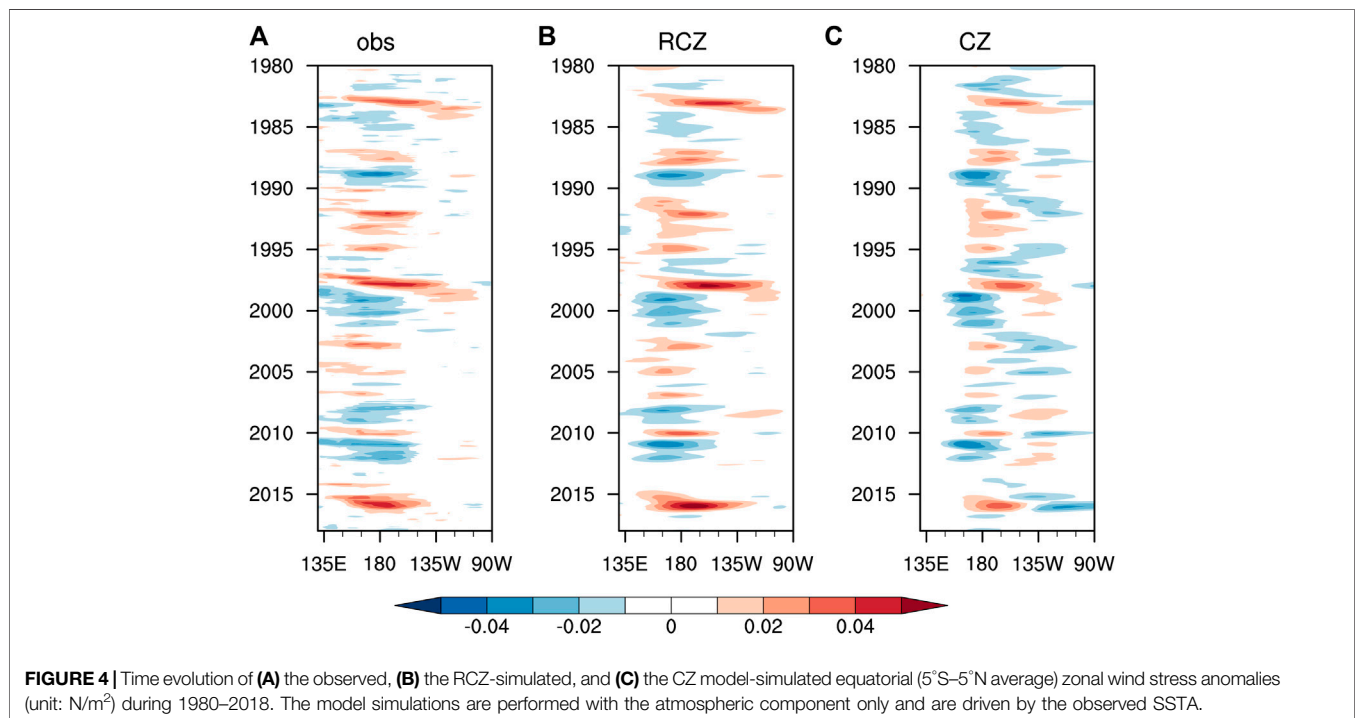 A obs B RCZ C CZ
1980 1980 1980
1985 1985 1985
1990 1990 1990
1995 1995 1995
2000 2000 2000
2005 2005 2005
2010 2010 2010
2015 2015 2015
135E 180 135W 90W 135E 180 135W 90W 135E 180 135W 90W
-0.04 -0.02 0 0.02 0.04
FIGURE 4 | Time evolution of (A) the observed, (B) the RCZ-simulated, and (C) the CZ model-simulated equatorial (5°S–5°N average) zonal wind stress anomalies
(unit: N/m²) during 1980–2018. The model simulations are performed with the atmospheric component only and are driven by the observed SSTA.